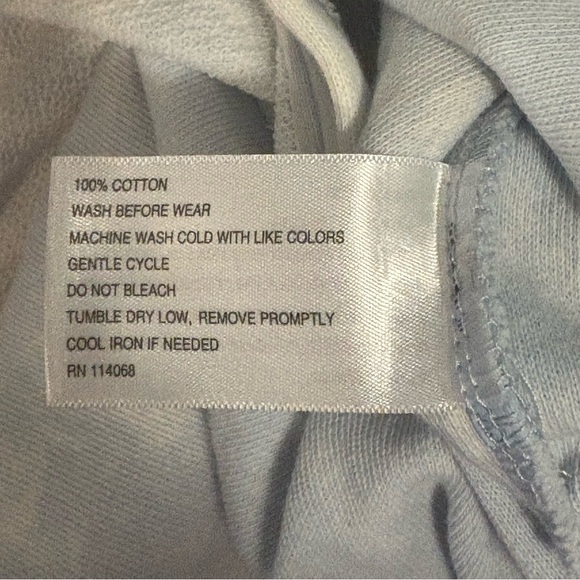 100% COTTON
WASH BEFORE WEAR
MACHINE WASH COLD WITH LIKE COLORS
GENTLE CYCLE
DO NOT BLEACH
TUMBLE DRY LOW, REMOVE PROMPTLY
COOL IRON IF NEEDED
RN 114068